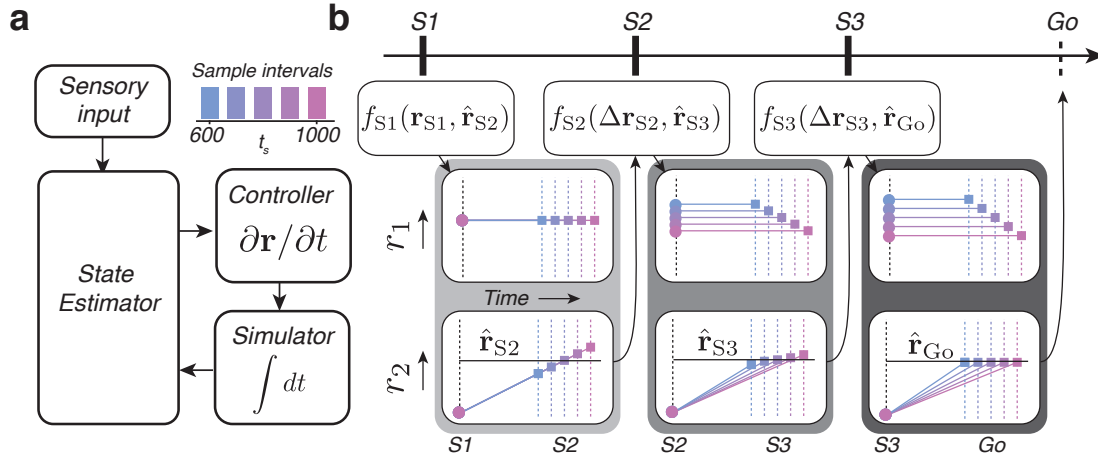 a
Sensory
input
Sample intervals
600
1000
t_s
State
Estimator
Controller
∂r/∂t
Simulator
∫ dt
b
S1
S2
S3
Go
f_S1(r_S1, r̂_S2)
f_S2(Δr_S2, r̂_S3)
f_S3(Δr_S3, r̂_Go)
r_1
Time
r_2
r̂_S2
r̂_S3
r̂_Go
S1
S2
S2
S3
S3
Go